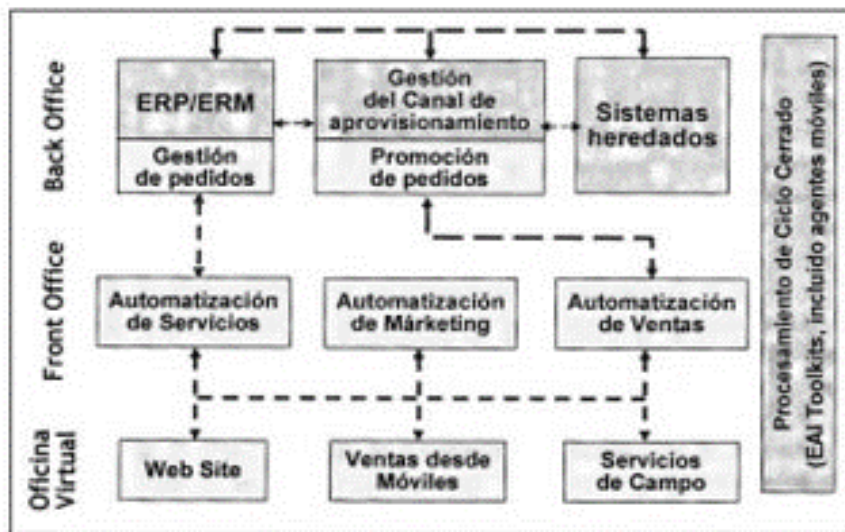 Back Office
ERP/ERM
Gestión
de pedidos
Gestión
del Canal de
aprovisionamiento
Promoción
de pedidos
Sistemas
heredados
Front Office
Automatización
de Servicios
Automatización
de Márketing
Automatización
de Ventas
Oficina
Virtual
Web Site
Ventas desde
Móviles
Servicios
de Campo
Procesamiento de Ciclo Cerrado
(EAI Toolkits, incluido agentes móviles)